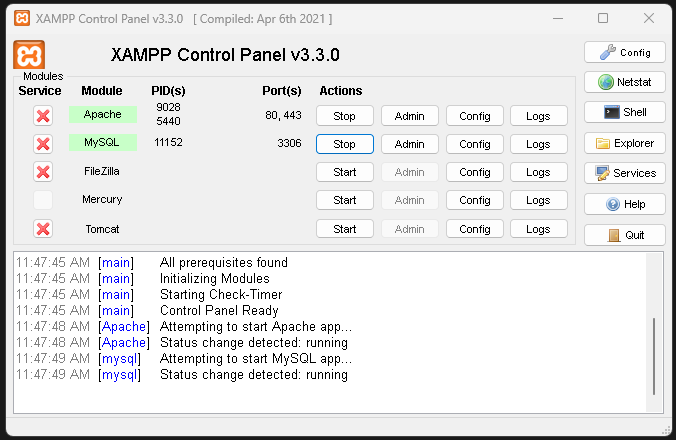 XAMPP Control Panel v3.3.0 [ Compiled: Apr 6th 2021 ]
XAMPP Control Panel v3.3.0
Config
Modules
Service Module PID(s) Port(s) Actions
Netstat
Apache 9028 5440 80, 443 Stop Admin Config Logs
Shell
MySQL 11152 3306 Stop Admin Config Logs
Explorer
FileZilla Start Admin Config Logs
Services
Mercury Start Admin Config Logs
Help
Tomcat Start Admin Config Logs
Quit
11:47:45 AM [main] All prerequisites found
11:47:45 AM [main] Initializing Modules
11:47:45 AM [main] Starting Check-Timer
11:47:45 AM [main] Control Panel Ready
11:47:48 AM [Apache] Attempting to start Apache app...
11:47:48 AM [Apache] Status change detected: running
11:47:49 AM [mysql] Attempting to start MySQL app...
11:47:49 AM [mysql] Status change detected: running